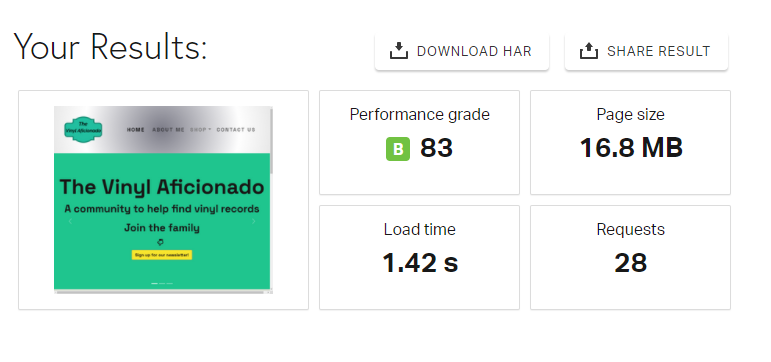 Your Results:
DOWNLOAD HAR
SHARE RESULT
The
Vinyl Aficionado
HOME ABOUT ME SHOP CONTACT US
The Vinyl Aficionado
A community to help find vinyl records
Join the family
Sign up for our newsletter!
Performance grade
B 83
Page size
16.8 MB
Load time
1.42 s
Requests
28